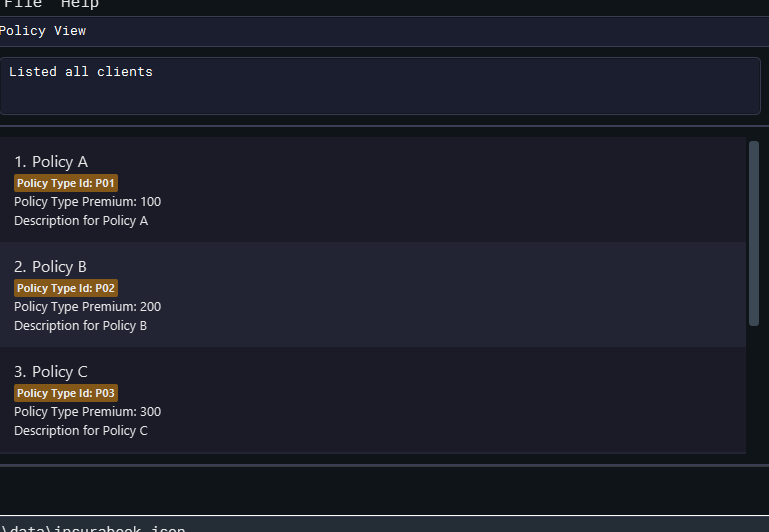 File Help
Policy View
Listed all clients
1. Policy A
Policy Type Id: P01
Policy Type Premium: 100
Description for Policy A
2. Policy B
Policy Type Id: P02
Policy Type Premium: 200
Description for Policy B
3. Policy C
Policy Type Id: P03
Policy Type Premium: 300
Description for Policy C
\data\insurabook.json